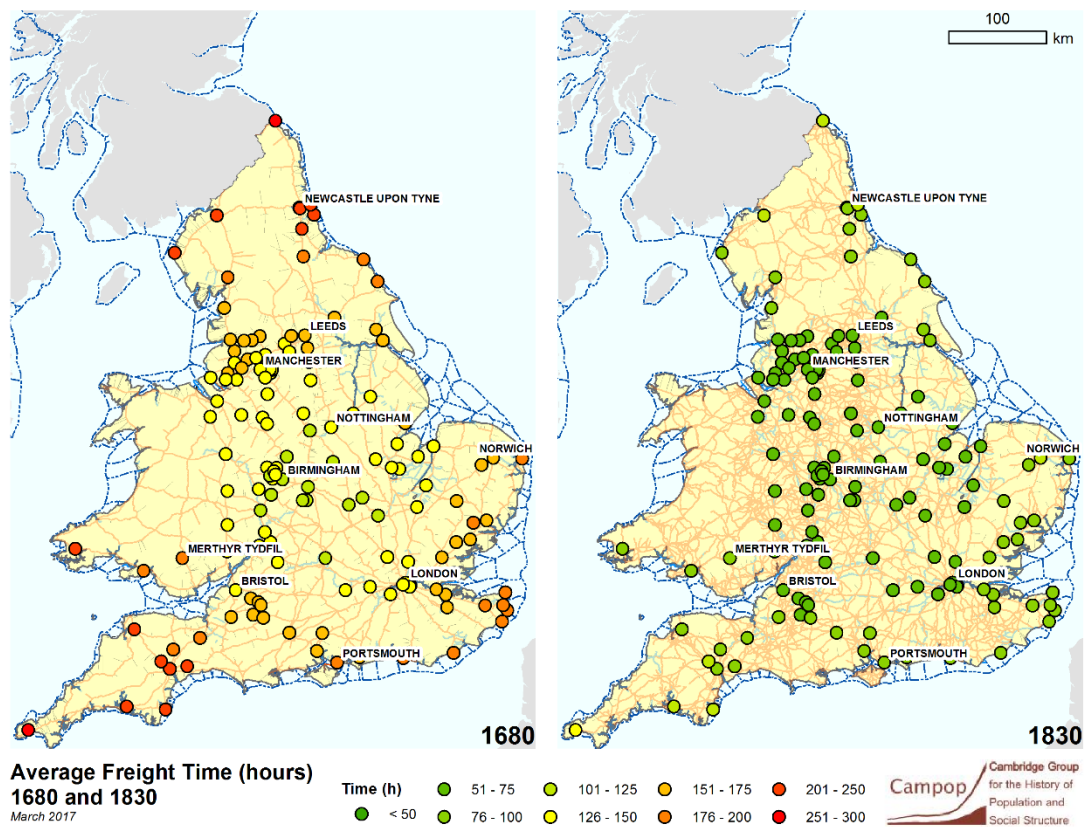 100
km
NEWCASTLE UPON TYNE
LEEDS
MANCHESTER
NOTTINGHAM
NORWICH
BIRMINGHAM
MERTHYR TYDFIL
LONDON
BRISTOL
PORTSMOUTH
1680
NEWCASTLE UPON TYNE
LEEDS
MANCHESTER
NOTTINGHAM
NORWICH
BIRMINGHAM
MERTHYR TYDFIL
LONDON
BRISTOL
PORTSMOUTH
1830
Average Freight Time (hours)
1680 and 1830
March 2017
Time (h) 51 - 75 101 - 125 151 - 175 201 - 250
< 50 76 - 100 126 - 150 176 - 200 251 - 300
Campop
Cambridge Group
for the History of
Population and
Social Structure